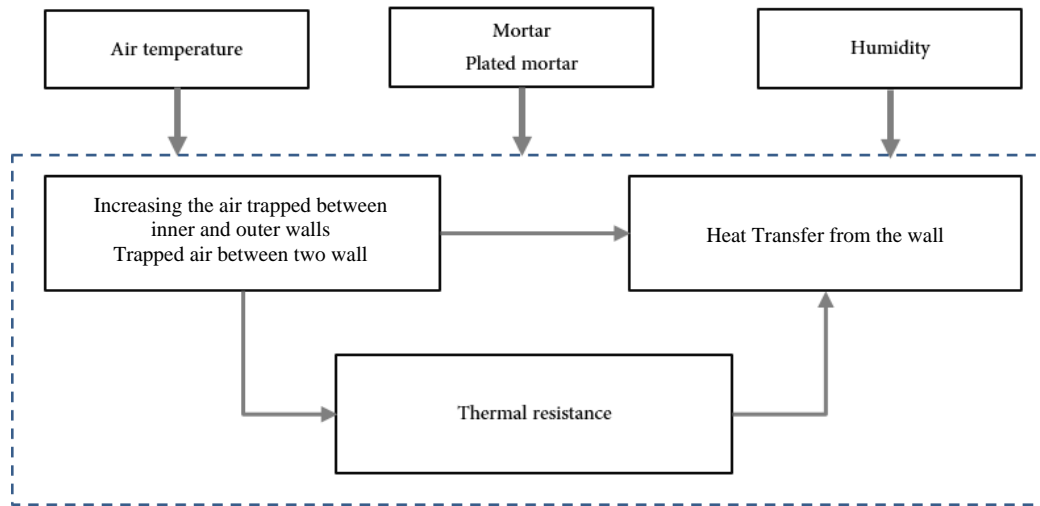 Air temperature
Mortar
Plated mortar
Humidity
Increasing the air trapped between
inner and outer walls
Trapped air between two wall
Heat Transfer from the wall
Thermal resistance